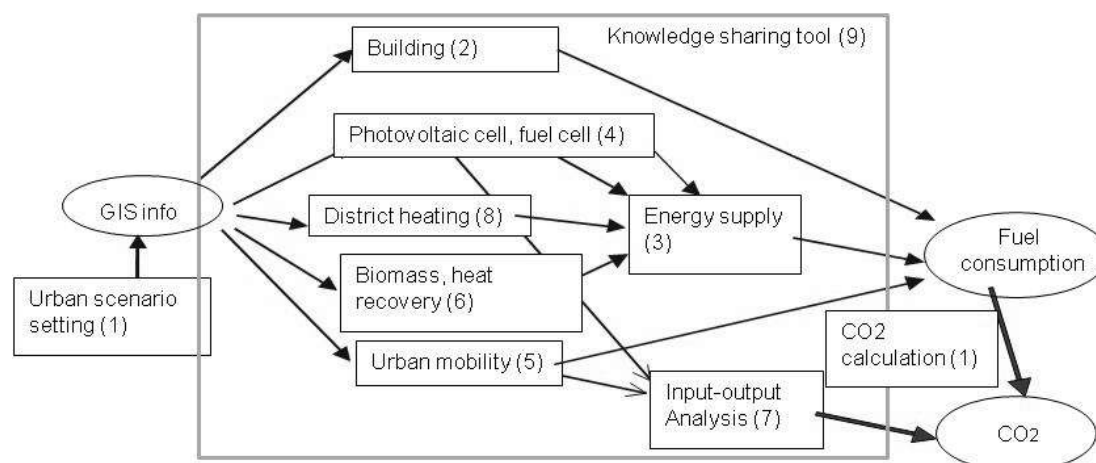 Knowledge sharing tool (9)
Building (2)
Photovoltaic cell, fuel cell (4)
GIS info
District heating (8)
Energy supply
(3)
Fuel
consumption
Biomass, heat
recovery (6)
Urban scenario
setting (1)
Urban mobility (5)
CO2
calculation (1)
Input-output
Analysis (7)
CO2